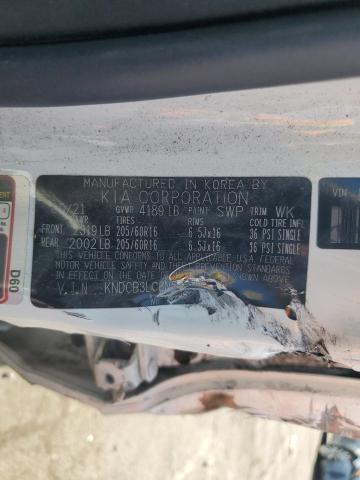 MANUFACTURED IN KOREA BY
KIA CORPORATION
/21 GVWR 4189 LB PAINT SWP TRIM WK
TIRES RIMS COLD TIRE INFL
FRONT LB 205/60R16 6.5Jx16 36 PSI SINGLE
REAR 2002 LB 205/60R16 6.5Jx16 36 PSI SINGLE
THIS VEHICLE CONFORMS TO ALL APPLICABLE U.S.A FEDERAL
MOTOR VEHICLE SAFETY AND STANDARDS
IN EFFECT ON THE DATE OF SHOWN ABOVE
V.I.N KNDCB3LC
VIN
D60